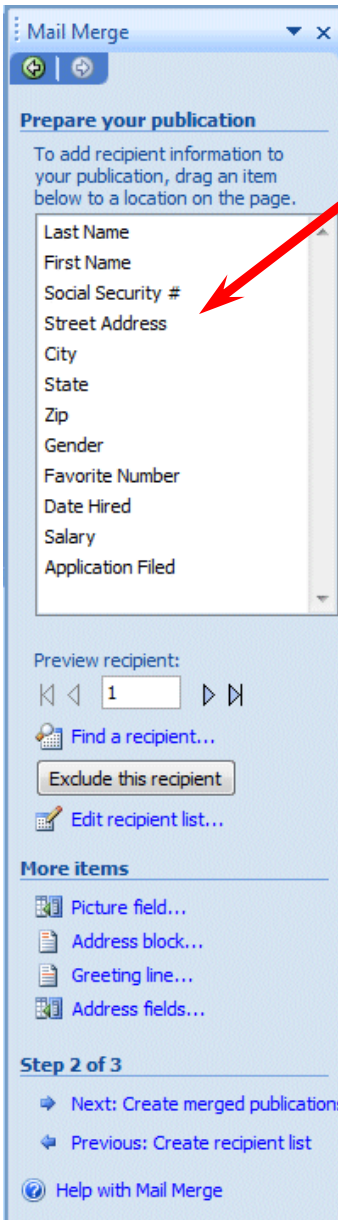 Mail Merge
Prepare your publication
To add recipient information to
your publication, drag an item
below to a location on the page.
Last Name
First Name
Social Security #
Street Address
City
State
Zip
Gender
Favorite Number
Date Hired
Salary
Application Filed
Preview recipient:
1
Find a recipient...
Exclude this recipient
Edit recipient list...
More items
Picture field...
Address block...
Greeting line...
Address fields...
Step 2 of 3
Next: Create merged publications
Previous: Create recipient list
Help with Mail Merge